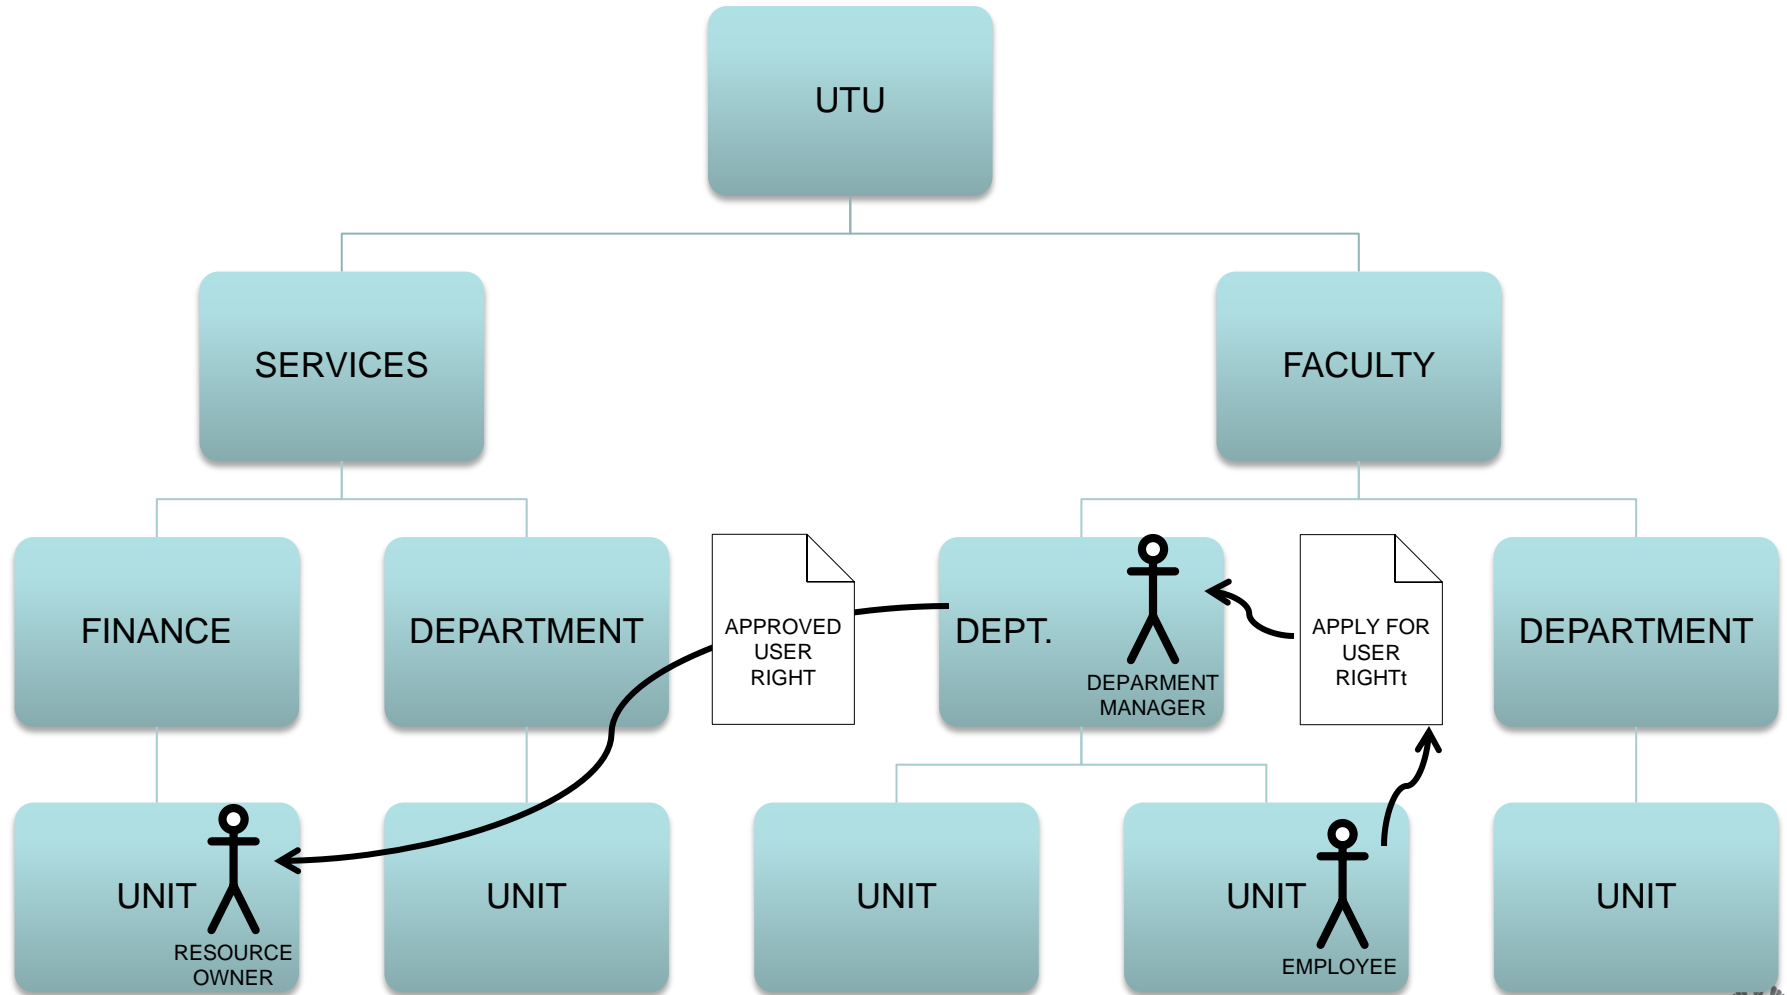 UTU
SERVICES
FACULTY
FINANCE
DEPARTMENT
APPROVED
USER
RIGHT
DEPT.
DEPARMENT
MANAGER
APPLY FOR
USER
RIGHTt
DEPARTMENT
UNIT
RESOURCE
OWNER
UNIT
UNIT
UNIT
EMPLOYEE
UNIT